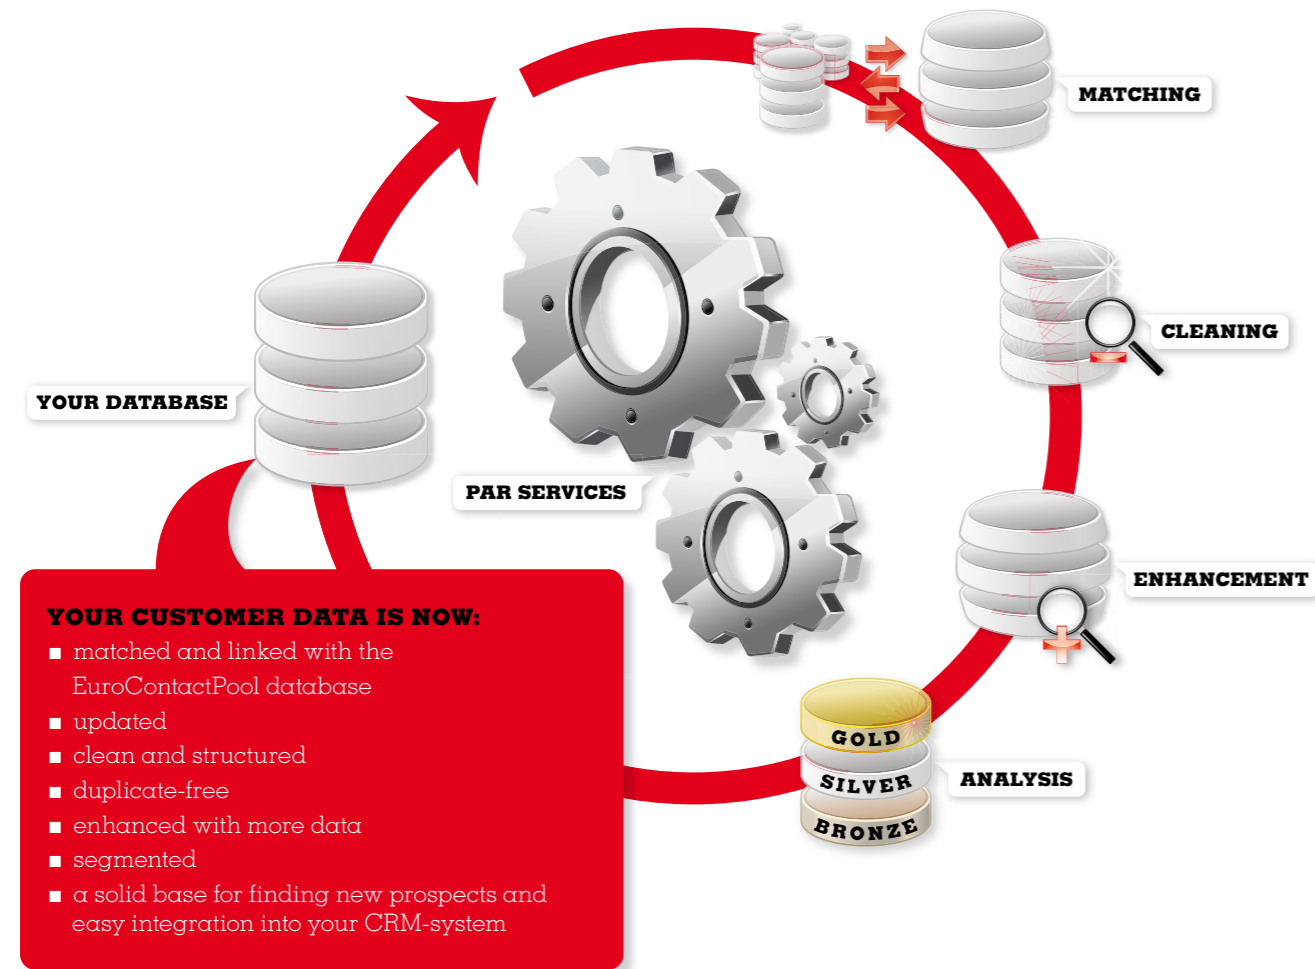 MATCHING
CLEANING
YOUR DATABASE
PAR SERVICES
ENHANCEMENT
GOLD
SILVER
BRONZE
ANALYSIS
YOUR CUSTOMER DATA IS NOW:
▪ matched and linked with the
EuroContactPool database
▪ updated
▪ clean and structured
▪ duplicate-free
▪ enhanced with more data
▪ segmented
▪ a solid base for finding new prospects and
easy integration into your CRM-system